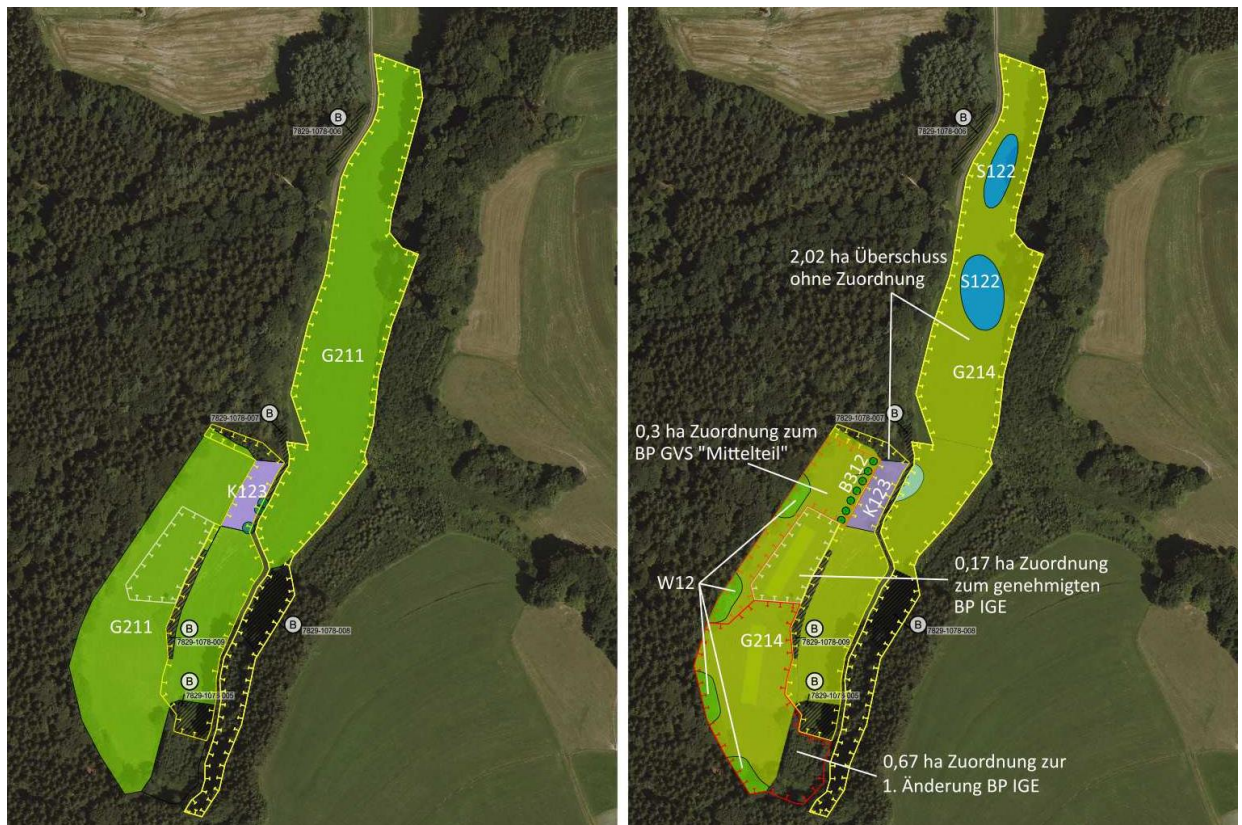 B
7829-1078-006
G211
7829-1078-007
B
K123
G211
B
7829-1078-009
B
7829-1078-008
B
7829-1078-005
B
7829-1078-006
S122
2,02 ha Überschuss
ohne Zuordnung
S122
G214
7829-1078-007
B
0,3 ha Zuordnung zum
BP GVS "Mittelteil"
B312
K123
W12
0,17 ha Zuordnung
zum genehmigten
BP IGE
G214
B
7829-1078-009
B
7829-1078-008
B
7829-1078-005
0,67 ha Zuordnung zur
1. Änderung BP IGE